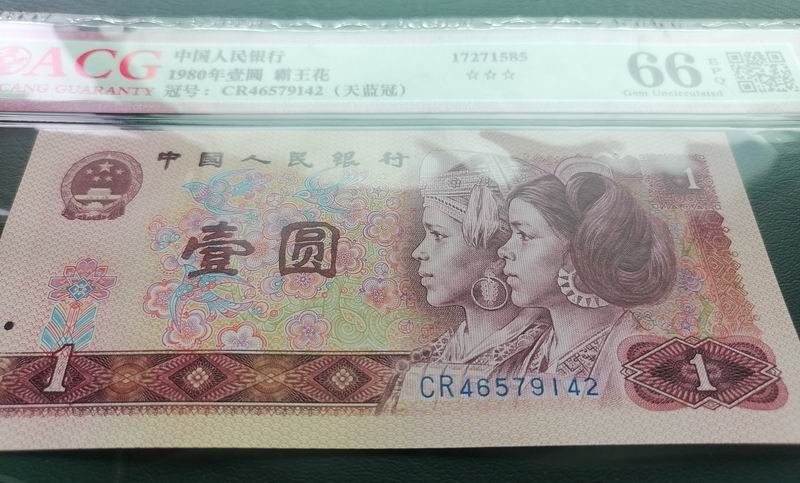 ACG
CANG GUARANTY
中国人民银行
1980年壹圆 霸王花
冠号：CR46579142（天蓝冠）
17271585
☆☆☆
66 EPQ
Gem Uncirculated
中国人民银行
1
壹圆
1
CR46579142
1